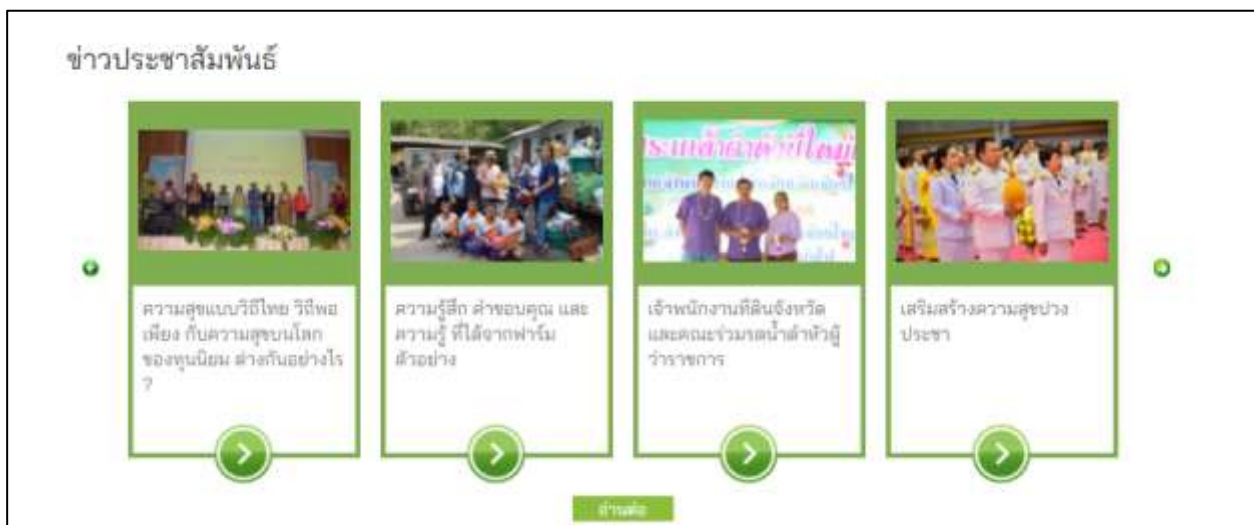 ข่าวประชาสัมพันธ์
ความสุขแบบวิถีไทย วิถีพอ
เพียง กับความสุขบนโลก
ของทุนนิยม ต่างกันอย่างไร
?
ความรู้สึก คำขอบคุณ และ
ความรู้ ที่ได้จากฟาร์ม
ตัวอย่าง
เจ้าพนักงานที่ดินจังหวัด
และคณะร่วมรดน้ำดำหัวผู้
ว่าราชการ
เสริมสร้างความสุขปวง
ประชา
อ่านต่อ